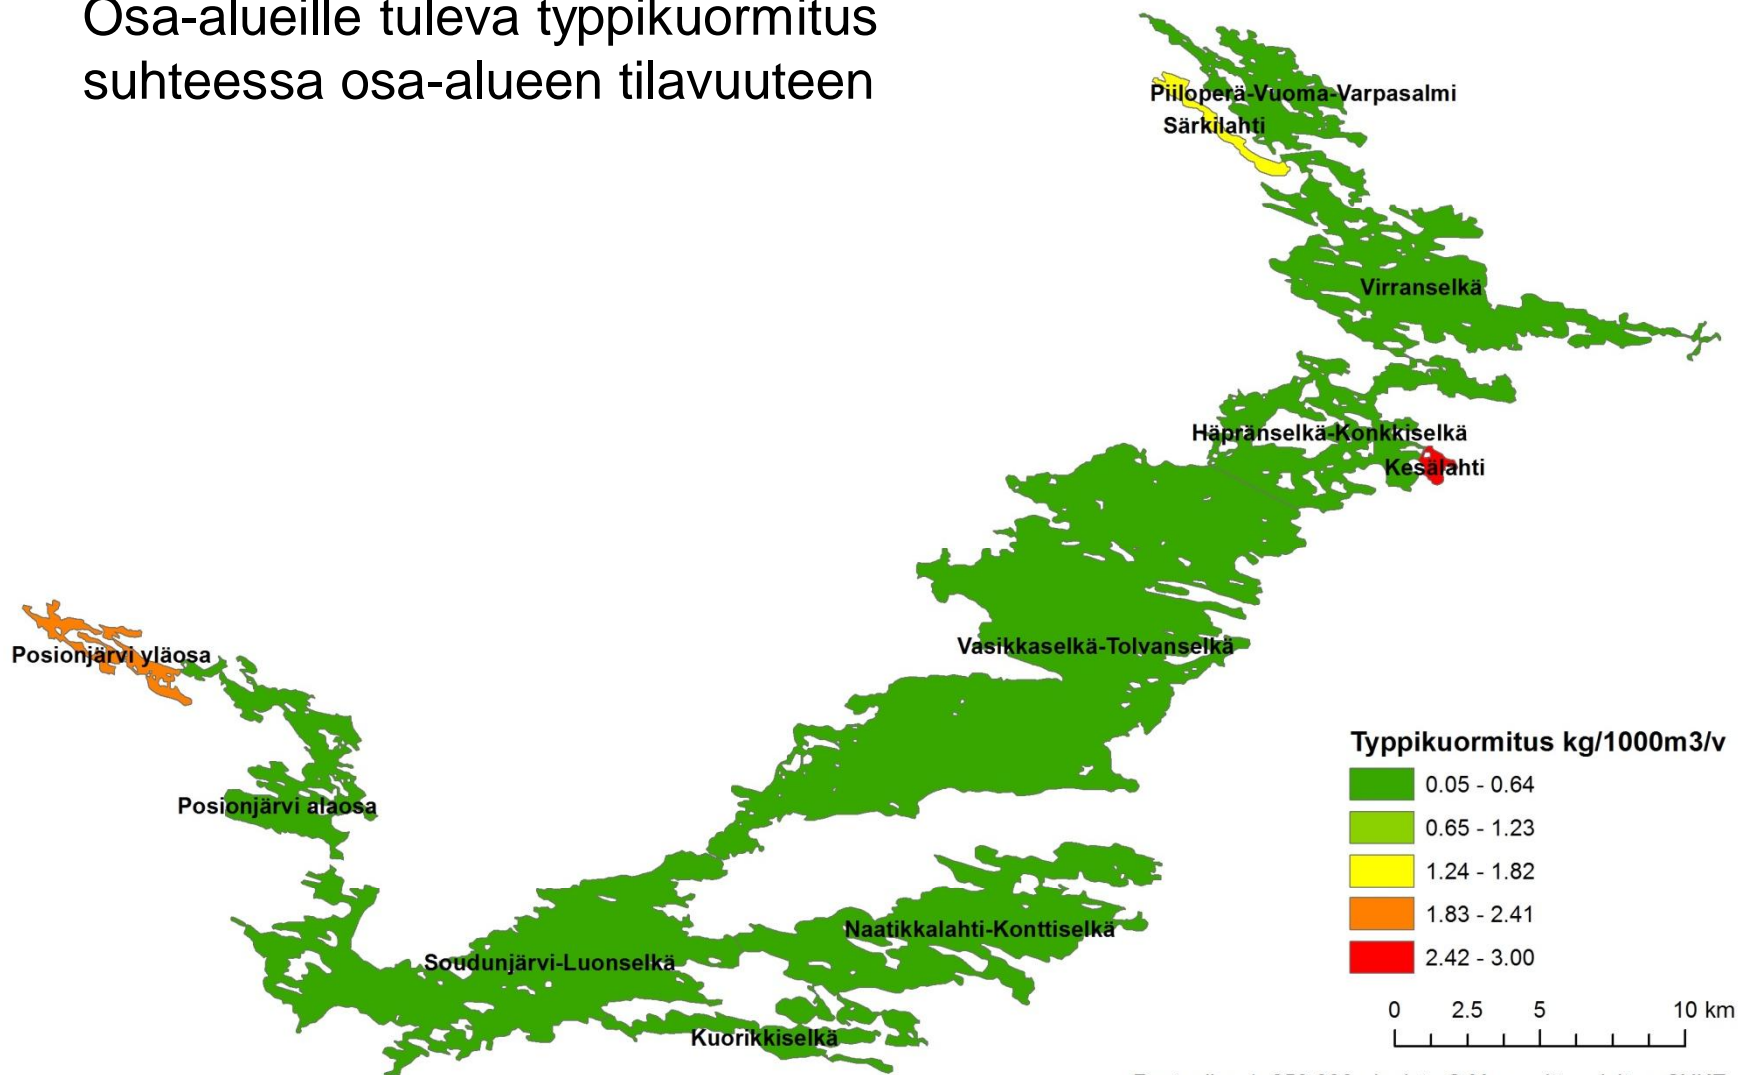 Osa-alueille tuleva typpikuormitus
suhteessa osa-alueen tilavuuteen
Piiloperä-Vuoma-Varpasalmi
Särkilahti
Virranselkä
Häpränselkä-Konkkiselkä
Kesälahti
Vasikkaselkä-Tolvanselkä
Posionjärvi yläosa
Posionjärvi alaosa
Naatikkalahti-Konttiselkä
Soudunjärvi-Luonselkä
Kuorikkiselkä
Typpikuormitus kg/1000m3/v
0.05 - 0.64
0.65 - 1.23
1.24 - 1.82
1.83 - 2.41
2.42 - 3.00
0 2.5 5 10 km